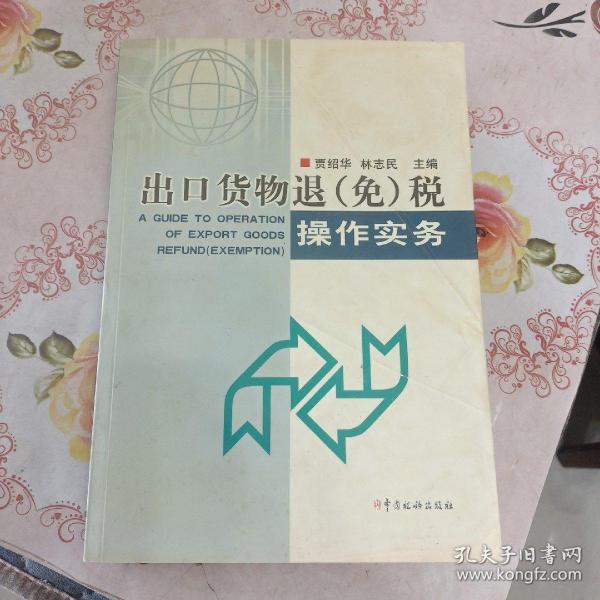 贾绍华 林志民 主编
出口货物退(免)税
A GUIDE TO OPERATION
OF EXPORT GOODS
REFUND(EXEMPTION)
操作实务
中国税务出版社
孔夫子旧书网
www.kongfz.com